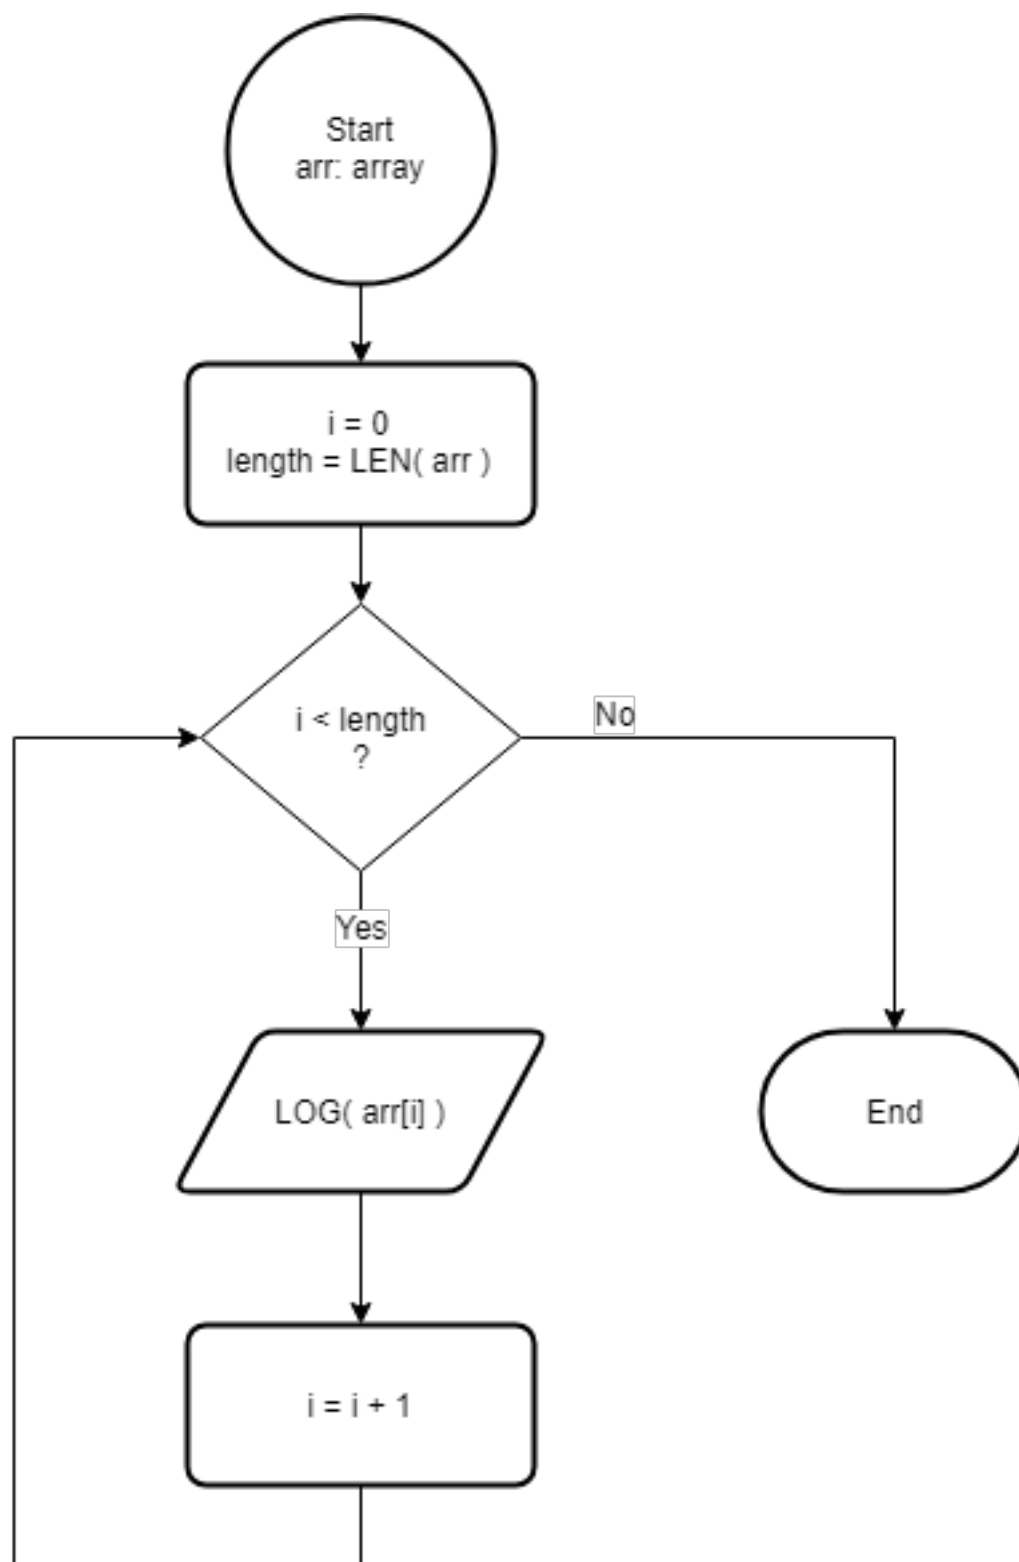 Start
arr: array
i = 0
length = LEN( arr )
i < length
?
No
Yes
LOG( arr[i] )
End
i = i + 1